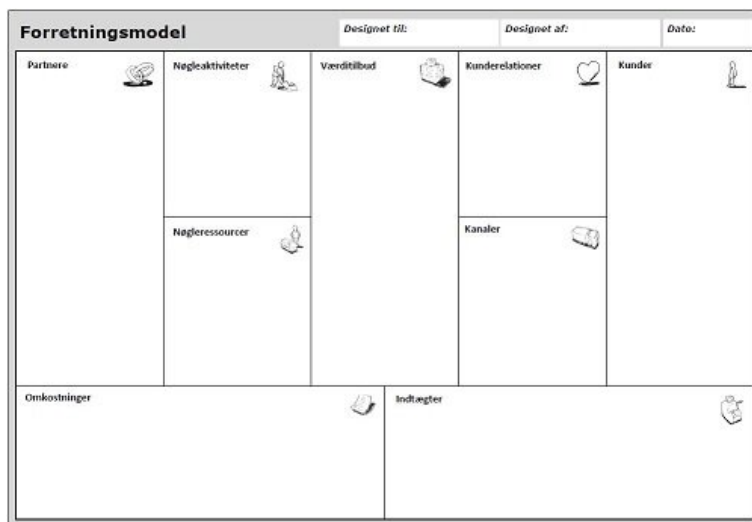 Forretningsmodel
Designet til:
Designet af:
Dato:
Partnere
Nøgleaktiviteter
Værditilbud
Kunderelationer
Kunder
Nøgleressourcer
Kanaler
Omkostninger
Indtægter